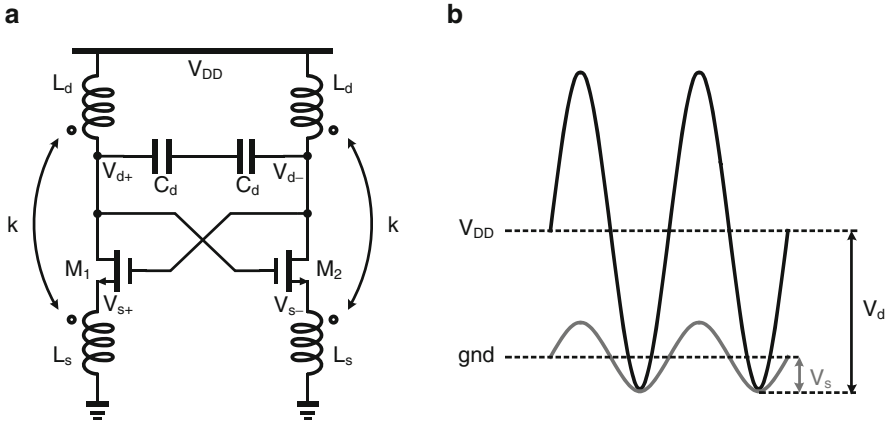 a
b
V_DD
L_d
L_d
V_d+
C_d
C_d
V_d−
k
k
M_1
M_2
V_s+
V_s−
L_s
L_s
V_DD
gnd
V_d
V_s